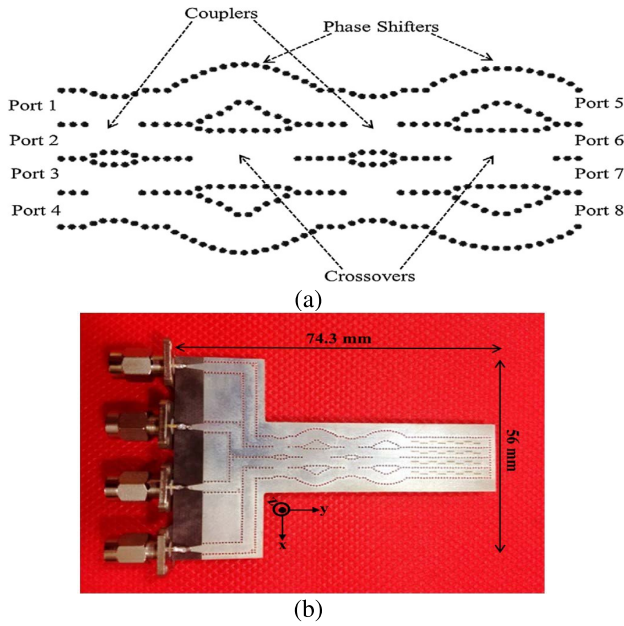 Couplers
Phase Shifters
Port 1
Port 5
Port 2
Port 6
Port 3
Port 7
Port 4
Port 8
Crossovers
(a)
74.3 mm
56 mm
y
x
(b)